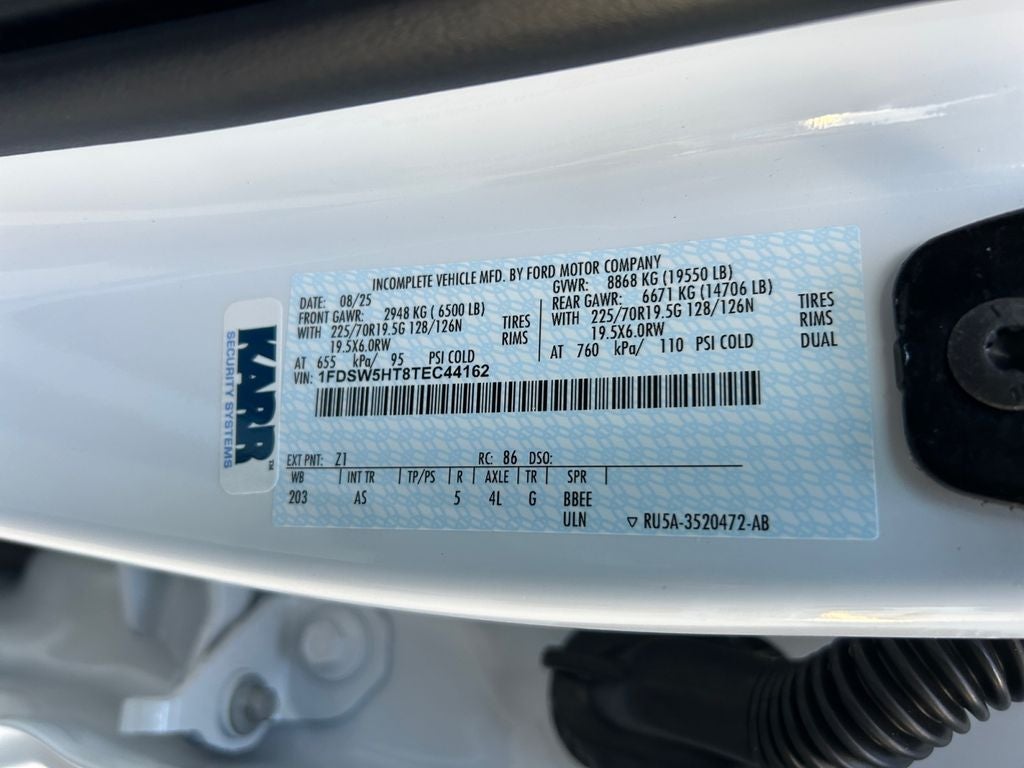 INCOMPLETE VEHICLE MFD. BY FORD MOTOR COMPANY
DATE: 08/25
GVWR: 8868 KG (19550 LB)
FRONT GAWR: 2948 KG ( 6500 LB)
REAR GAWR: 6671 KG (14706 LB)
WITH 225/70R19.5G 128/126N TIRES
WITH 225/70R19.5G 128/126N TIRES
19.5X6.0RW RIMS
19.5X6.0RW RIMS
AT 655 kPa/ 95 PSI COLD
AT 760 kPa/ 110 PSI COLD DUAL
VIN: 1FDSW5HT8TEC44162
EXT PNT: Z1 RC: 86 DSO:
WB INT TR TP/PS R AXLE TR SPR
203 AS 5 4L G BBEE
ULN ▽ RU5A-3520472-AB
KARR™
SECURITY SYSTEMS